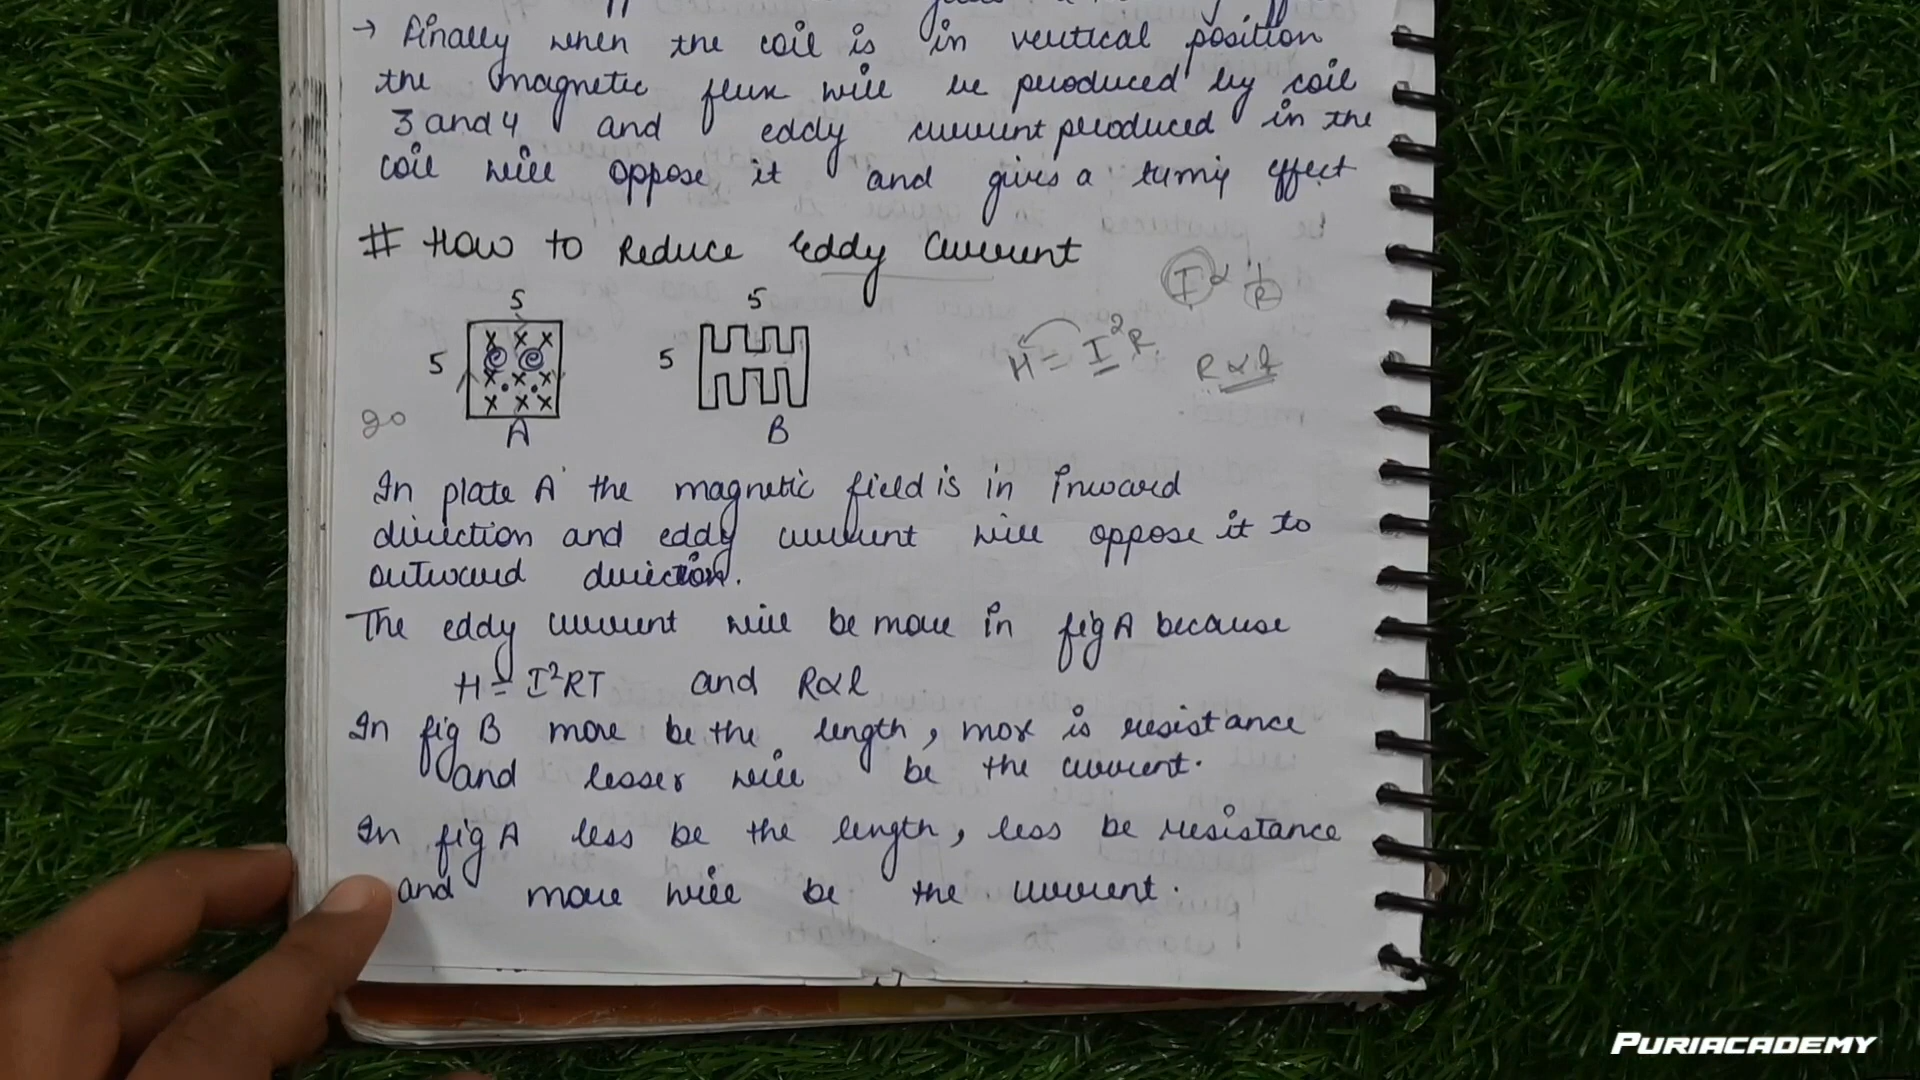 → finally when the coil is in vertical position
the magnetic flux will be produced by coil
3 and 4 and eddy current produced in the
coil will oppose it and gives a turnig effect
# How to Reduce Eddy Current
I α 1/R
5
5
5
5
H = I²R
R α l
20
A
B
In plate A the magnetic field is in inward
direction and eddy current will oppose it to
outward direction.
The eddy current will be more in fig A because
H = I²RT and Rαl
In fig B more be the length, mor is resistance
and lesser will be the current.
In fig A less be the length, less be resistance
and more will be the current.
PURIACADEMY